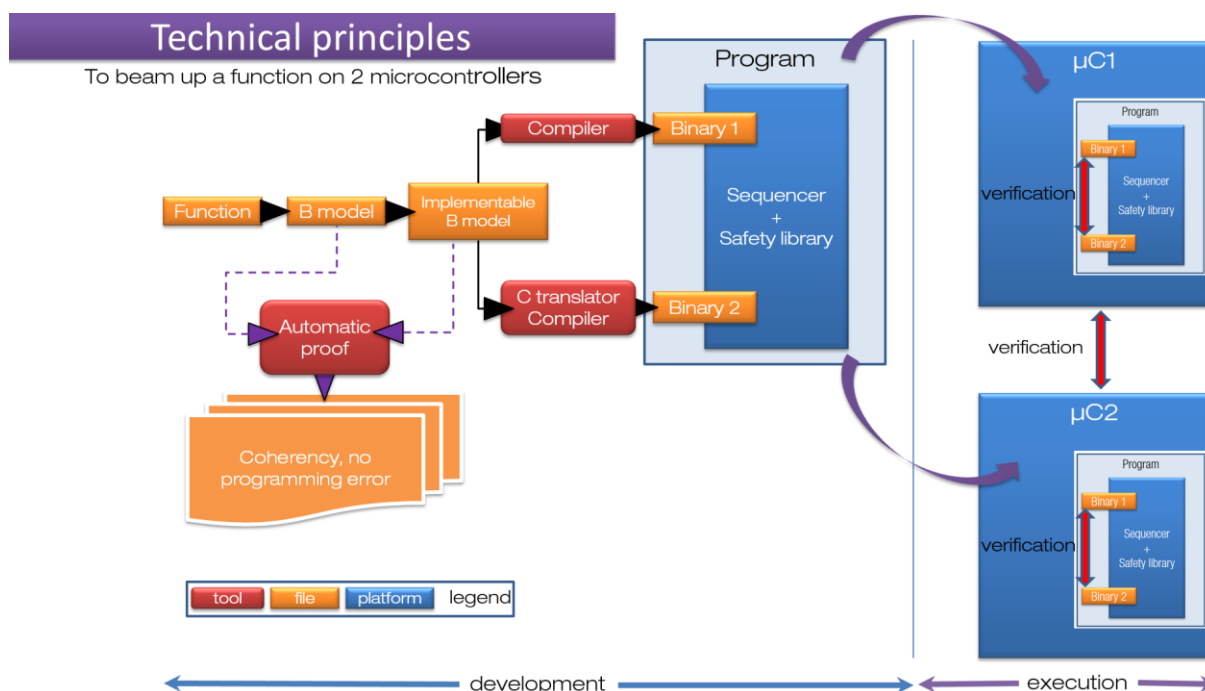 Technical principles
To beam up a function on 2 microcontrollers
Function
B model
Implementable
B model
Compiler
C translator
Compiler
Automatic
proof
Coherency, no
programming error
Program
Binary 1
Sequencer
+
Safety library
Binary 2
µC1
Program
Binary 1
verification
Sequencer
+
Safety library
Binary 2
verification
µC2
Program
Binary 1
verification
Sequencer
+
Safety library
Binary 2
tool
file
platform
legend
development
execution